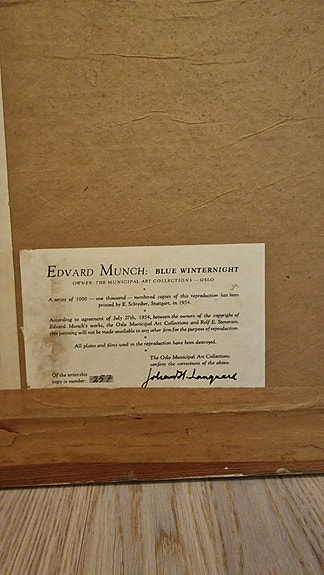 EDVARD MUNCH: BLUE WINTERNIGHT
OWNER: THE MUNICIPAL ART COLLECTIONS — OSLO
A series of 1000 — one thousand — numbered copies of this reproduction has been
printed by E. Schreiber, Stuttgart, in 1954.
According to agreement of July 27th, 1954, between the owners of the copyright of
Edvard Munch's works, the Oslo Municipal Art Collections and Rolf E. Stenersen,
this painting will not be made available to any other firm for the purpose of reproduction.
All plates and films used in the reproduction have been destroyed.
The Oslo Municipal Art Collections
confirm the correctness of the above.
Of the series this
copy is number: 257
Johan H. Langaard